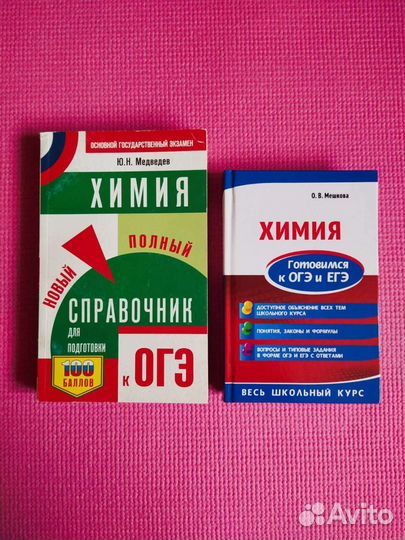 ОСНОВНОЙ ГОСУДАРСТВЕННЫЙ ЭКЗАМЕН
Ю.Н. Медведев
ХИМИЯ
НОВЫЙ
ПОЛНЫЙ
СПРАВОЧНИК
для
подготовки
100
БАЛЛОВ
к ОГЭ
О. В. Мешкова
ХИМИЯ
Готовимся
к ОГЭ и ЕГЭ
ДОСТУПНОЕ ОБЪЯСНЕНИЕ ВСЕХ ТЕМ
ШКОЛЬНОГО КУРСА
ПОНЯТИЯ, ЗАКОНЫ И ФОРМУЛЫ
ВОПРОСЫ И ТИПОВЫЕ ЗАДАНИЯ
В ФОРМЕ ОГЭ И ЕГЭ С ОТВЕТАМИ
ВЕСЬ ШКОЛЬНЫЙ КУРС
Avito